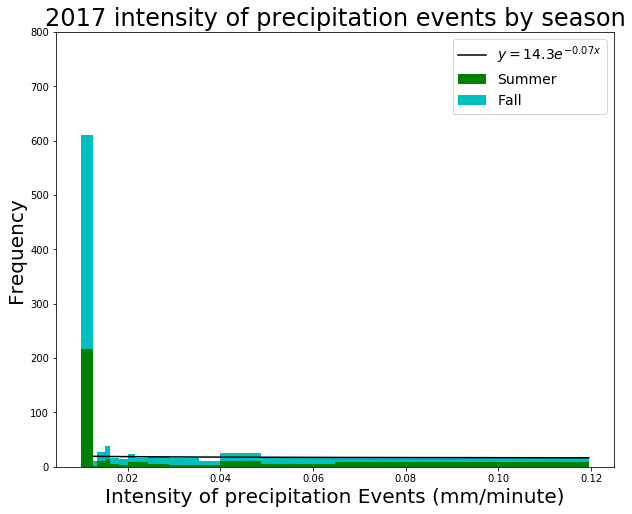 2017 intensity of precipitation events by season
y = 14.3e^{-0.07x}
Summer
Fall
800
700
600
500
400
300
200
100
0
Frequency
0.02 0.04 0.06 0.08 0.10 0.12
Intensity of precipitation Events (mm/minute)